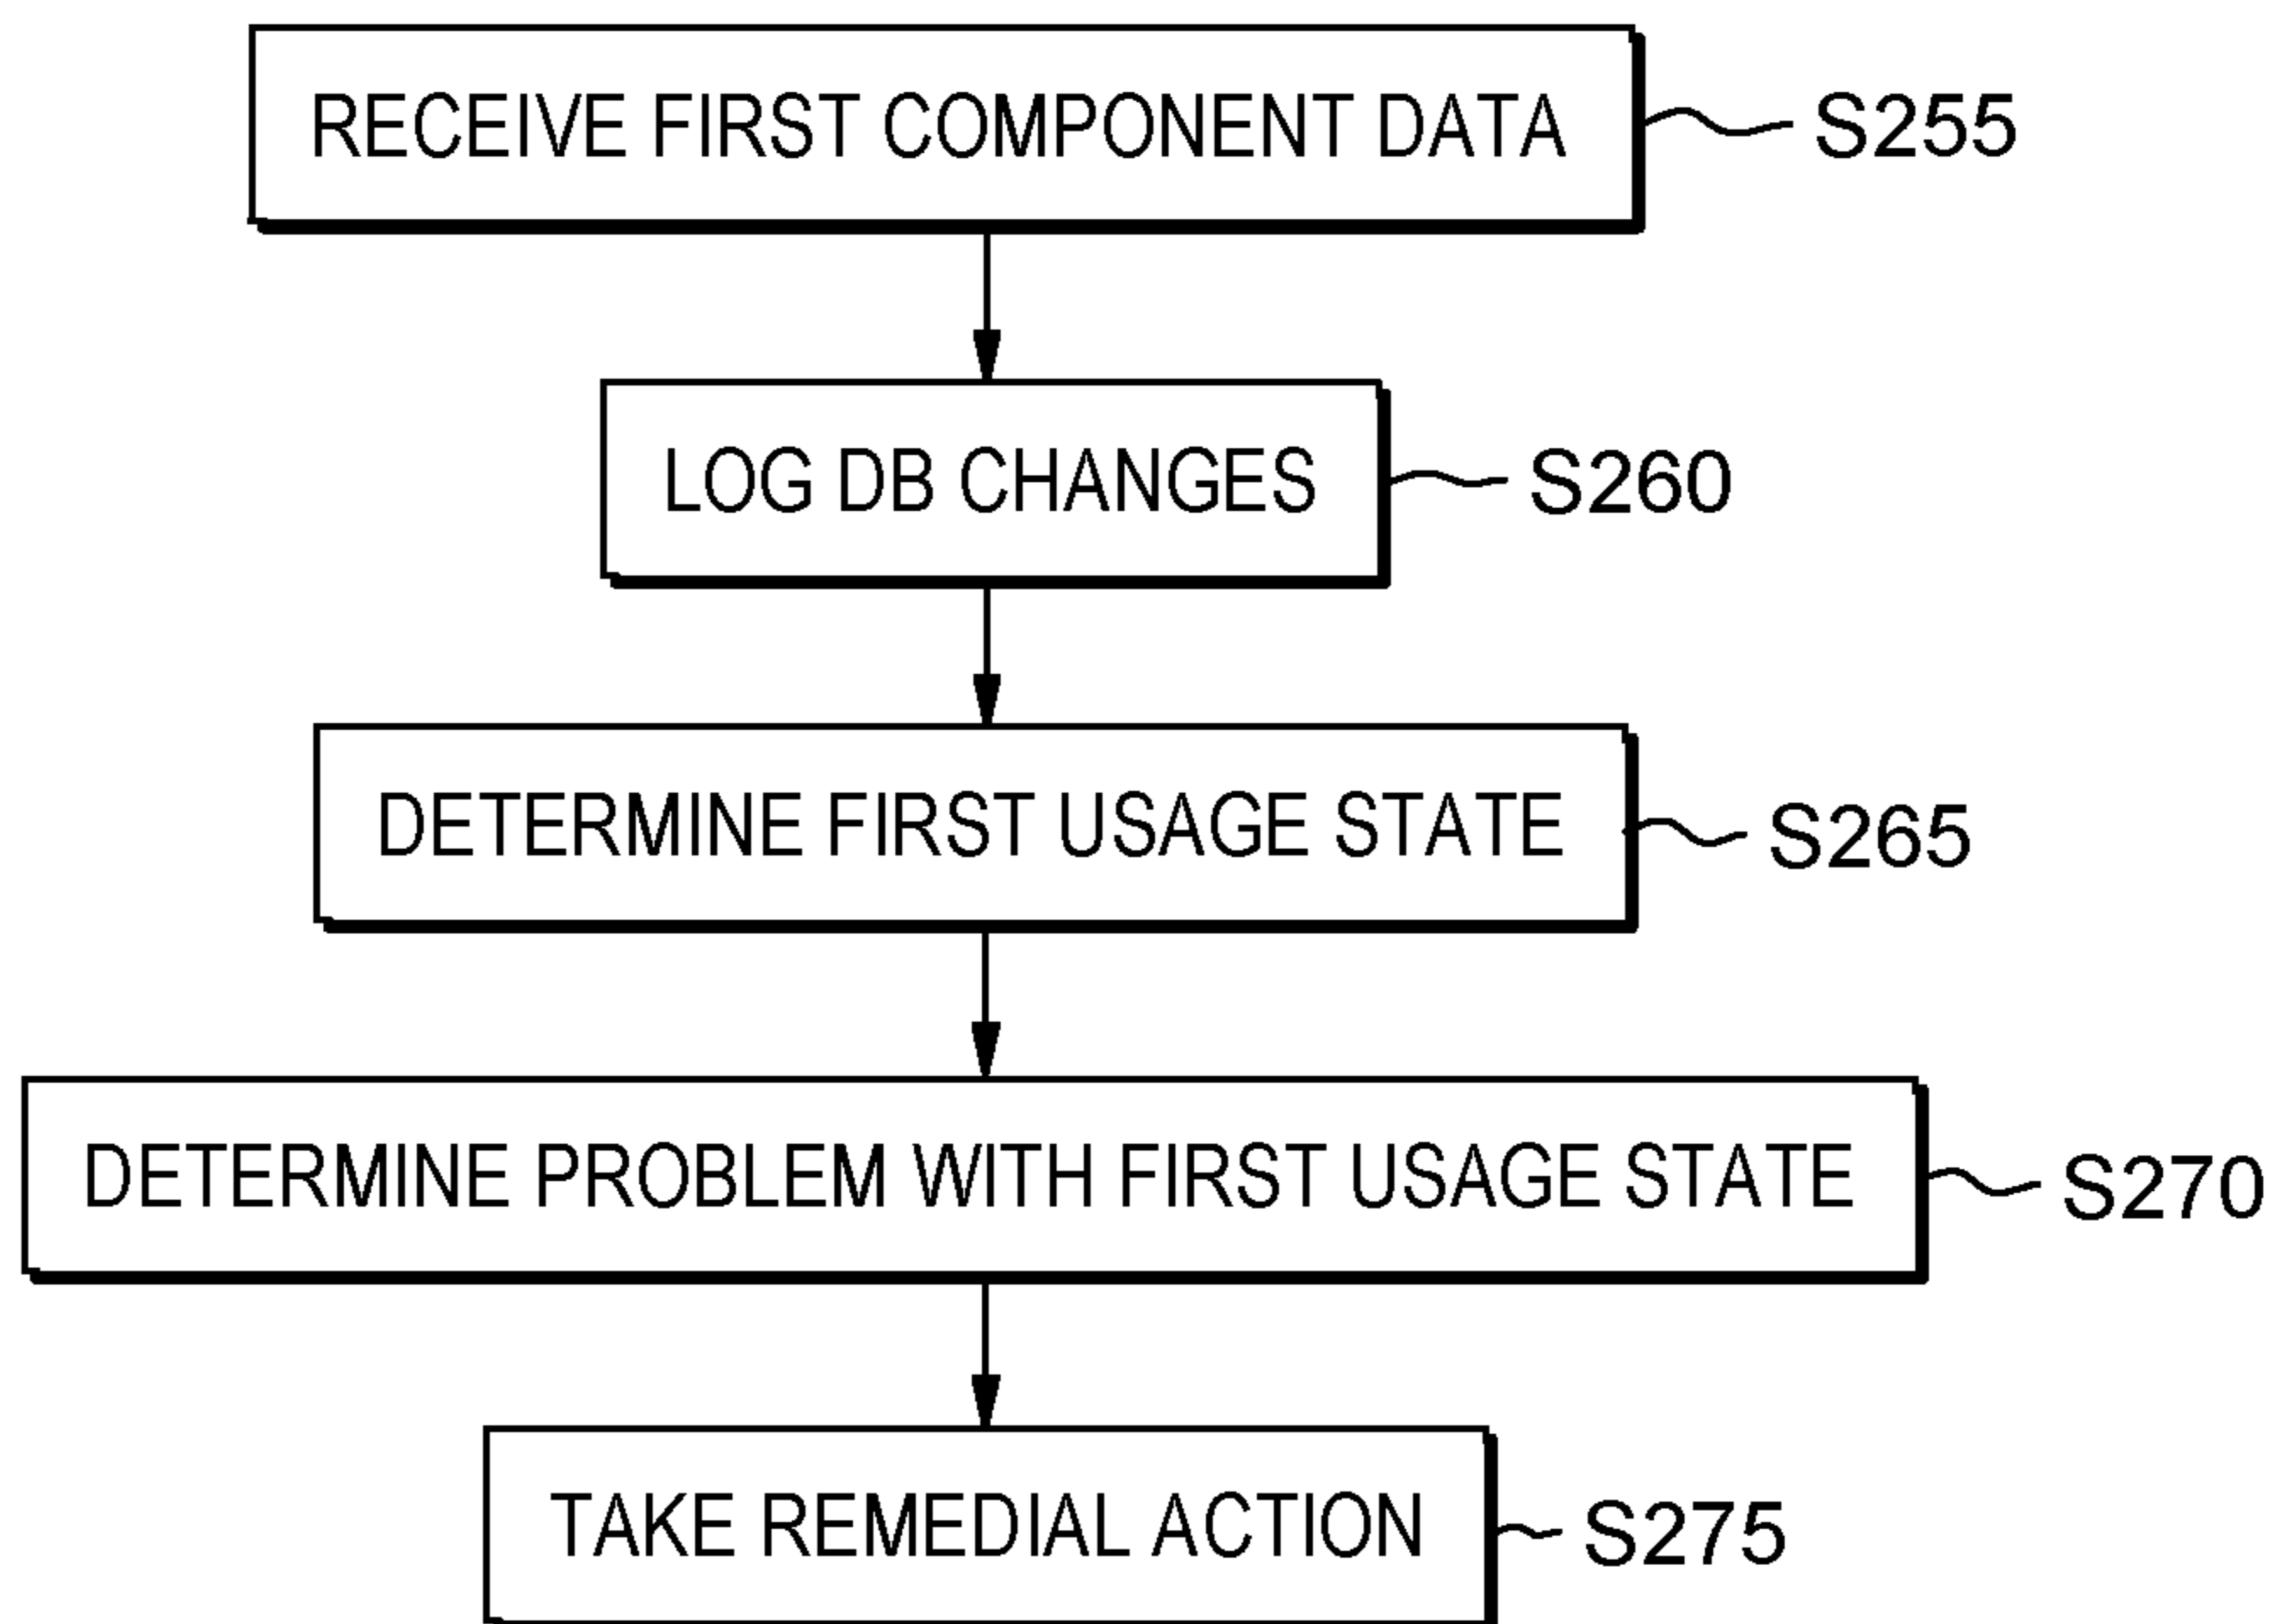 RECEIVE FIRST COMPONENT DATA S255
LOG DB CHANGES S260
DETERMINE FIRST USAGE STATE S265
DETERMINE PROBLEM WITH FIRST USAGE STATE S270
TAKE REMEDIAL ACTION S275